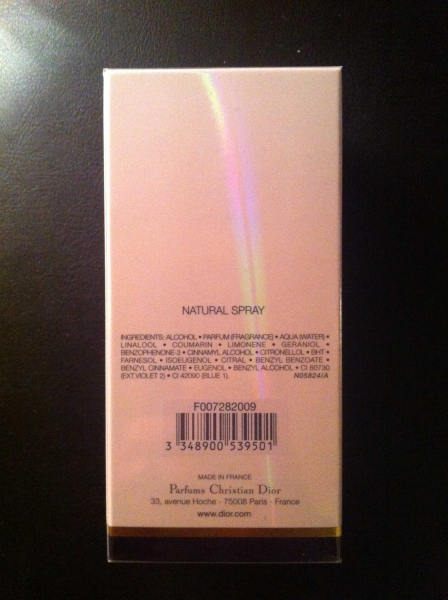 NATURAL SPRAY
INGREDIENTS: ALCOHOL • PARFUM (FRAGRANCE) • AQUA (WATER) •
LINALOOL • COUMARIN • LIMONENE • GERANIOL •
BENZOPHENONE-3 • CINNAMYL ALCOHOL • CITRONELLOL • BHT •
FARNESOL • ISOEUGENOL • CITRAL • BENZYL BENZOATE •
BENZYL CINNAMATE • EUGENOL • BENZYL ALCOHOL • CI 60730
(EXT.VIOLET 2) • CI 42090 (BLUE 1). N05824/A
F007282009
3 348900 539501
MADE IN FRANCE
Parfums Christian Dior
33, avenue Hoche - 75008 Paris - France
www.dior.com